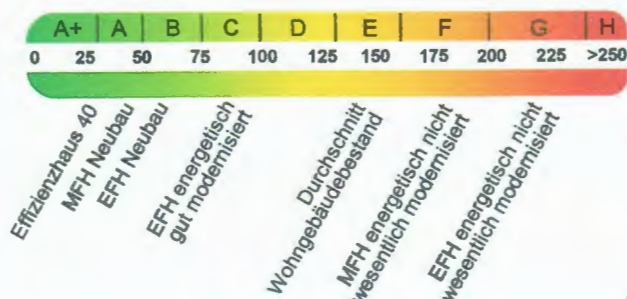 A+ A B C D E F G H
0 25 50 75 100 125 150 175 200 225 >250
Effizienzhaus 40
MFH Neubau
EFH Neubau
EFH energetisch
gut modernisiert
Durchschnitt
Wohngebäudebestand
MFH energetisch nicht
wesentlich modernisiert
EFH energetisch nicht
wesentlich modernisiert